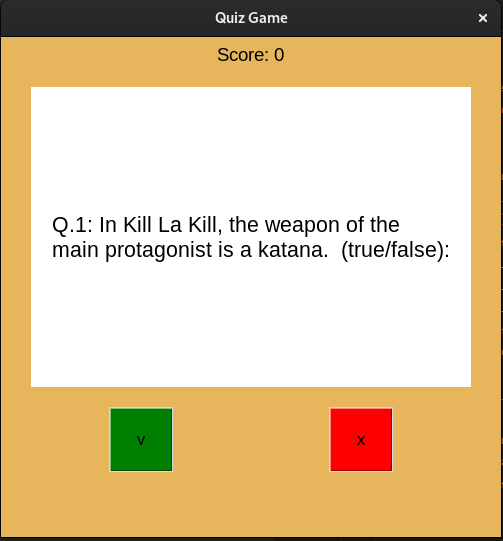 Quiz Game
×
Score: 0
Q.1: In Kill La Kill, the weapon of the
main protagonist is a katana.  (true/false):
v
x